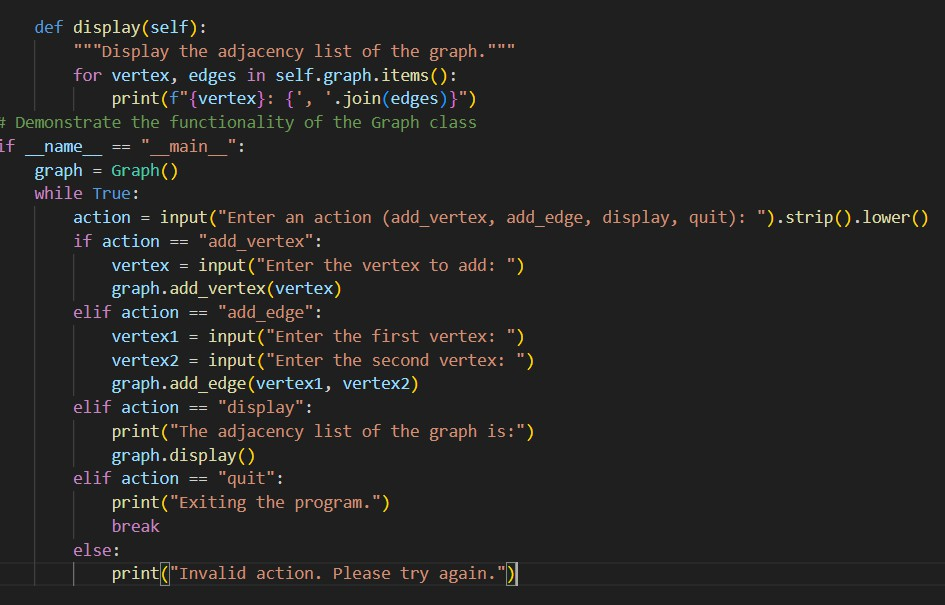 def display(self):
    """Display the adjacency list of the graph."""
    for vertex, edges in self.graph.items():
        print(f"{vertex}: {', '.join(edges)}")
# Demonstrate the functionality of the Graph class
if __name__ == "__main__":
    graph = Graph()
    while True:
        action = input("Enter an action (add_vertex, add_edge, display, quit): ").strip().lower()
        if action == "add_vertex":
            vertex = input("Enter the vertex to add: ")
            graph.add_vertex(vertex)
        elif action == "add_edge":
            vertex1 = input("Enter the first vertex: ")
            vertex2 = input("Enter the second vertex: ")
            graph.add_edge(vertex1, vertex2)
        elif action == "display":
            print("The adjacency list of the graph is:")
            graph.display()
        elif action == "quit":
            print("Exiting the program.")
            break
        else:
            print("Invalid action. Please try again.")